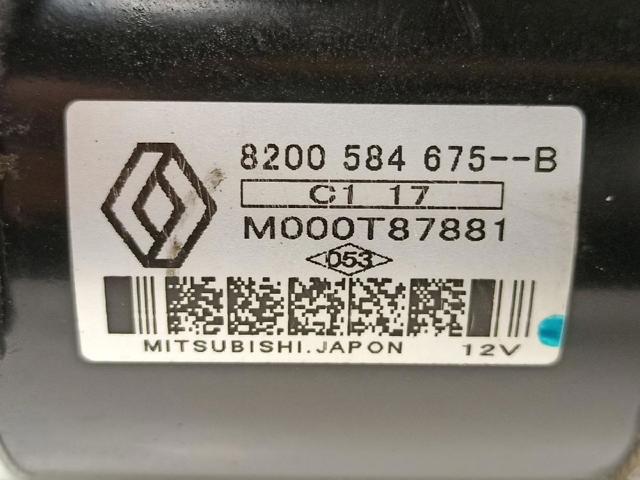 8200 584 675--B
C1 17
M000T87881
053
MITSUBISHI.JAPON 12V